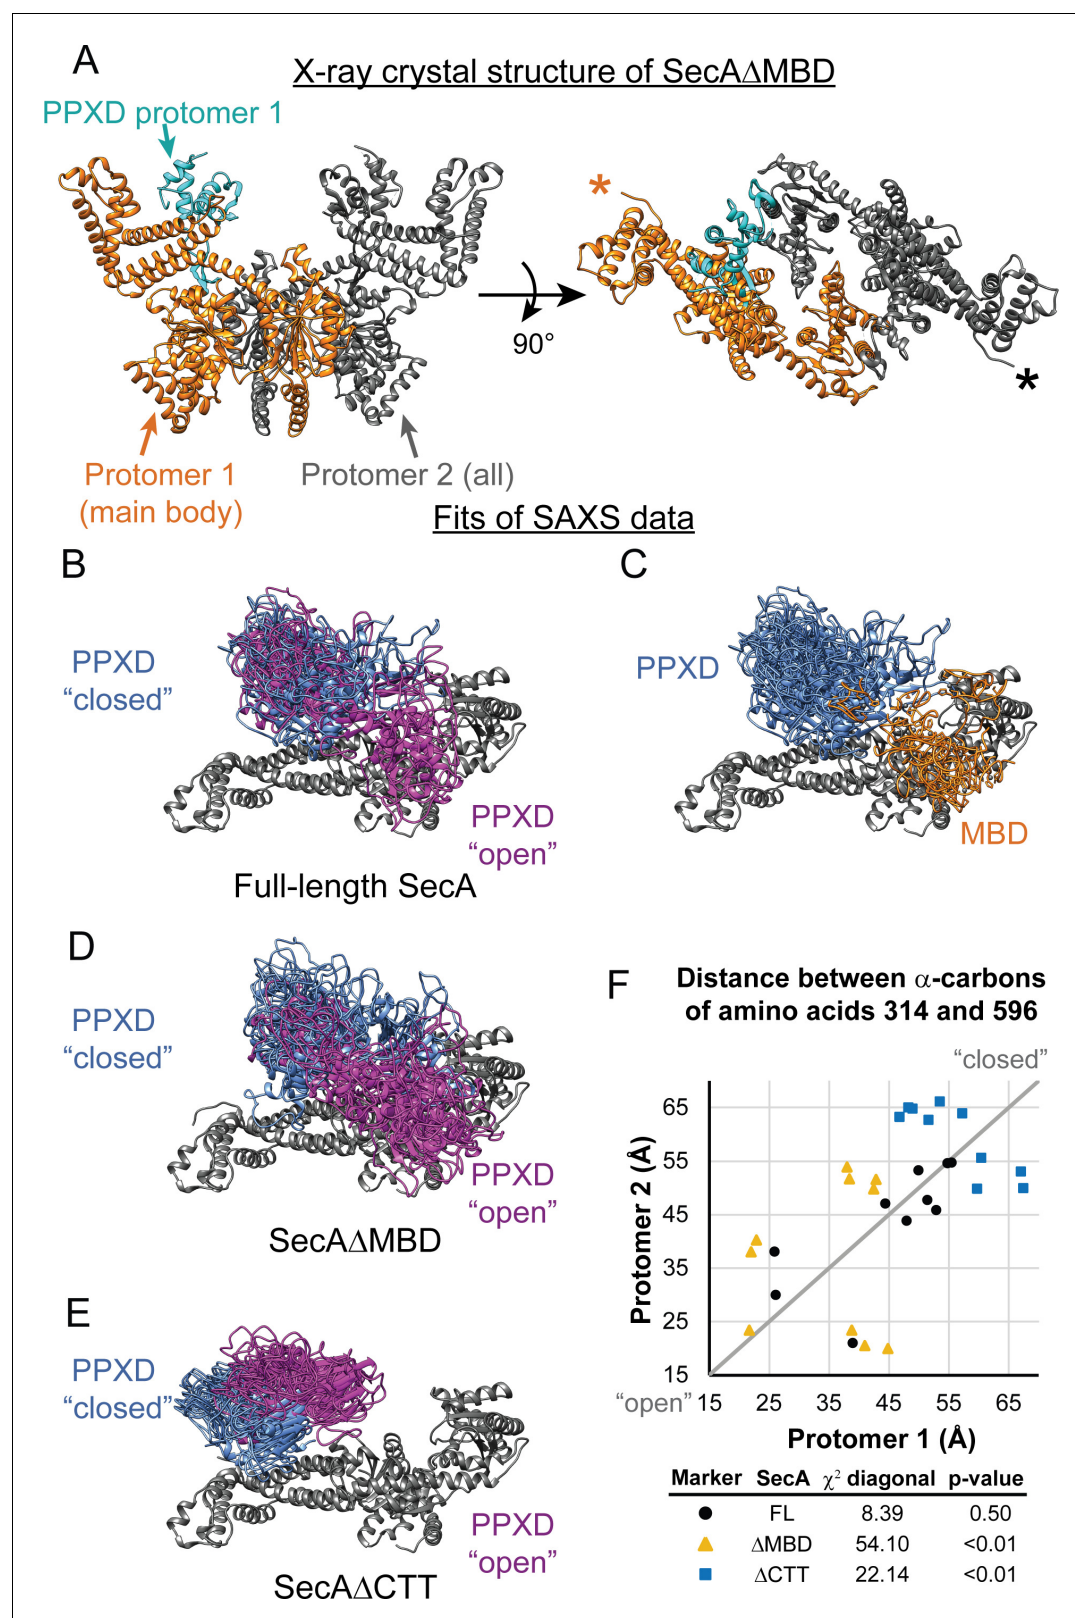 A
X-ray crystal structure of SecAΔMBD
PPXD protomer 1
*
90°
*
Protomer 1
(main body)
Protomer 2 (all)
Fits of SAXS data
B
PPXD
“closed”
PPXD
“open”
Full-length SecA
C
PPXD
MBD
D
PPXD
“closed”
PPXD
“open”
SecAΔMBD
E
PPXD
“closed”
PPXD
“open”
SecAΔCTT
F
Distance between α-carbons
of amino acids 314 and 596
“closed”
Protomer 2 (Å)
65
55
45
35
25
15
“open”
15 25 35 45 55 65
Protomer 1 (Å)
Marker SecA χ² diagonal p-value
FL 8.39 0.50
ΔMBD 54.10 <0.01
ΔCTT 22.14 <0.01